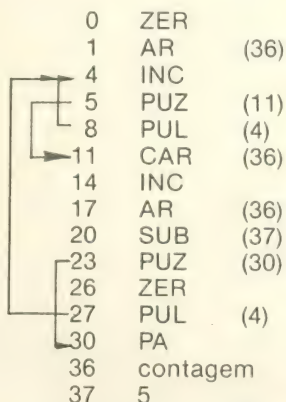 0 ZER
1 AR (36)
4 INC
5 PUZ (11)
8 PUL (4)
11 CAR (36)
14 INC
17 AR (36)
20 SUB (37)
23 PUZ (30)
26 ZER
27 PUL (4)
30 PA
36 contagem
37 5